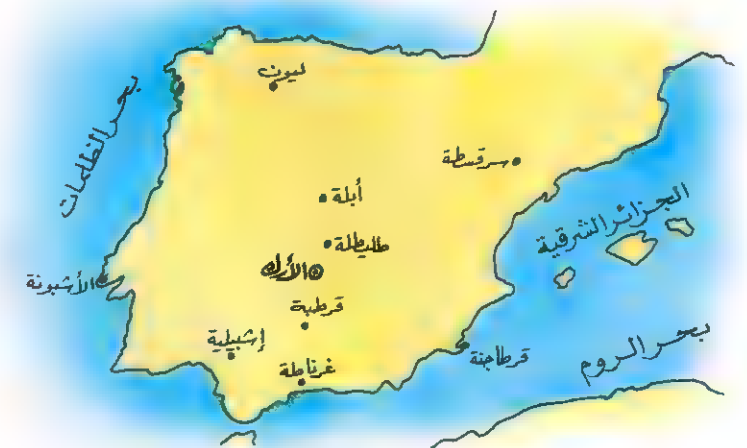 ليون
بحر الظلمات
سرقسطة
أبلة
الجزائر الشرقية
طليطلة
الأرك
الأشبونة
قرطبة
إشبيلية
بحر الروم
قرطاجنة
غرناطة